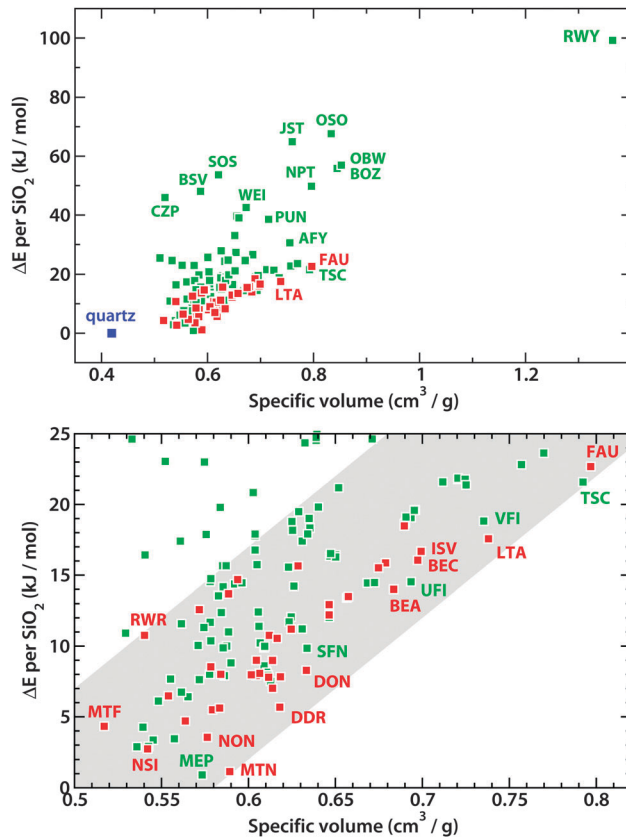 100
80
60
40
20
0
ΔE per SiO₂ (kJ / mol)
RWY
OSO
JST
OBW
BOZ
SOS
NPT
BSV
WEI
CZP
PUN
AFY
FAU
TSC
LTA
quartz
0.4 0.6 0.8 1 1.2
Specific volume (cm³ / g)
25
20
15
10
5
0
ΔE per SiO₂ (kJ / mol)
FAU
TSC
VFI
LTA
ISV
BEC
RWR
UFI
BEA
SFN
DON
MTF
DDR
NON
NSI
MEP
MTN
0.5 0.55 0.6 0.65 0.7 0.75 0.8
Specific volume (cm³ / g)